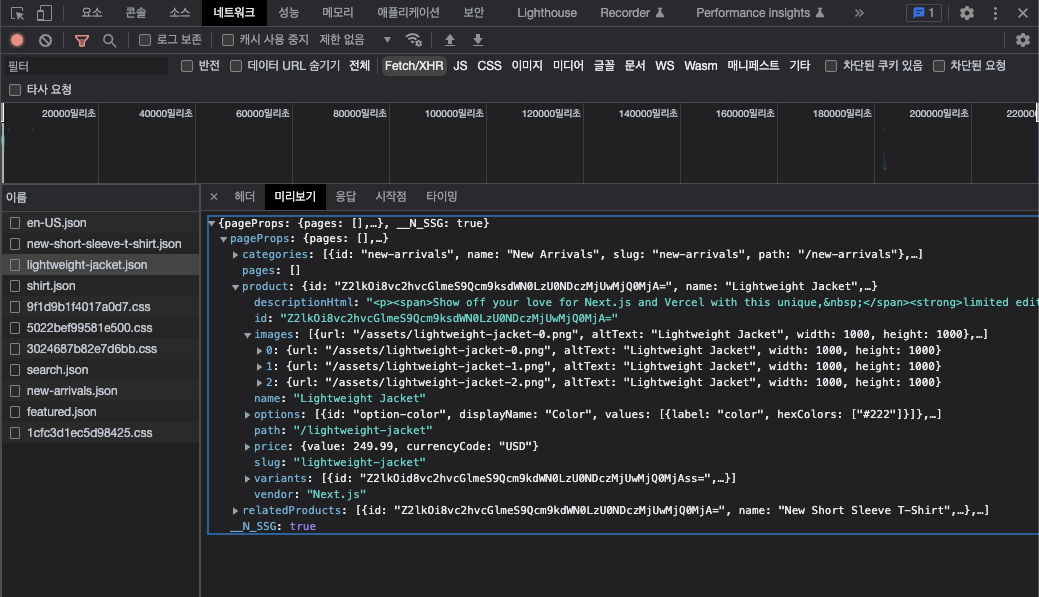 요소 콘솔 소스 네트워크 성능 메모리 애플리케이션 보안 Lighthouse Recorder Performance insights 1
로그 보존 캐시 사용 중지 제한 없음
필터 반전 데이터 URL 숨기기 전체 Fetch/XHR JS CSS 이미지 미디어 글꼴 문서 WS Wasm 매니페스트 기타 차단된 쿠키 있음 차단된 요청
타사 요청
20000밀리초 40000밀리초 60000밀리초 80000밀리초 100000밀리초 120000밀리초 140000밀리초 160000밀리초 180000밀리초 200000밀리초 22000
이름
en-US.json
new-short-sleeve-t-shirt.json
lightweight-jacket.json
shirt.json
9f1d9b1f4017a0d7.css
5022bef99581e500.css
3024687b82e7d6bb.css
search.json
new-arrivals.json
featured.json
1cfc3d1ec5d98425.css
헤더 미리보기 응답 시작점 타이밍
{pageProps: {pages: [],…}, __N_SSG: true}
pageProps: {pages: [],…}
categories: [{id: "new-arrivals", name: "New Arrivals", slug: "new-arrivals", path: "/new-arrivals"},…]
pages: []
product: {id: "Z2lkOi8vc2hvcGlmeS9Qcm9ksdWN0LzU0NDczMjUwMjQ0MjA=", name: "Lightweight Jacket",…}
descriptionHtml: "<p><span>Show off your love for Next.js and Vercel with this unique,&nbsp;</span><strong>limited edit
id: "Z2lkOi8vc2hvcGlmeS9Qcm9ksdWN0LzU0NDczMjUwMjQ0MjA="
images: [{url: "/assets/lightweight-jacket-0.png", altText: "Lightweight Jacket", width: 1000, height: 1000},…]
0: {url: "/assets/lightweight-jacket-0.png", altText: "Lightweight Jacket", width: 1000, height: 1000}
1: {url: "/assets/lightweight-jacket-1.png", altText: "Lightweight Jacket", width: 1000, height: 1000}
2: {url: "/assets/lightweight-jacket-2.png", altText: "Lightweight Jacket", width: 1000, height: 1000}
name: "Lightweight Jacket"
options: [{id: "option-color", displayName: "Color", values: [{label: "color", hexColors: ["#222"]}]},…]
path: "/lightweight-jacket"
price: {value: 249.99, currencyCode: "USD"}
slug: "lightweight-jacket"
variants: [{id: "Z2lkOid8vc2hvcGlmeS9Qcm9kdWN0LzU0NDczMjUwMjQ0MjAss=",…}]
vendor: "Next.js"
relatedProducts: [{id: "Z2lkOi8vc2hvcGlmeS9Qcm9kdWN0LzU0NDczMjUwMjQ0MjA=", name: "New Short Sleeve T-Shirt",…},…]
__N_SSG: true